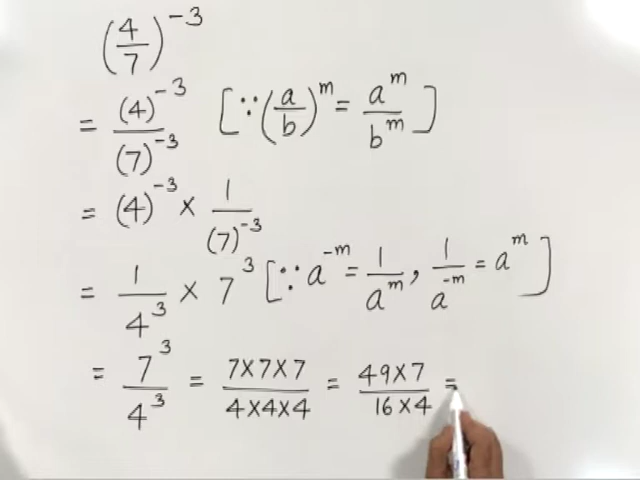 (4/7)^-3
= (4)^-3/(7)^-3 [∵ (a/b)^m = a^m/b^m]
= (4)^-3 × 1/(7)^-3
= 1/4^3 × 7^3 [∵ a^-m = 1/a^m, 1/a^-m = a^m]
= 7^3/4^3 = 7×7×7/4×4×4 = 49×7/16×4 =